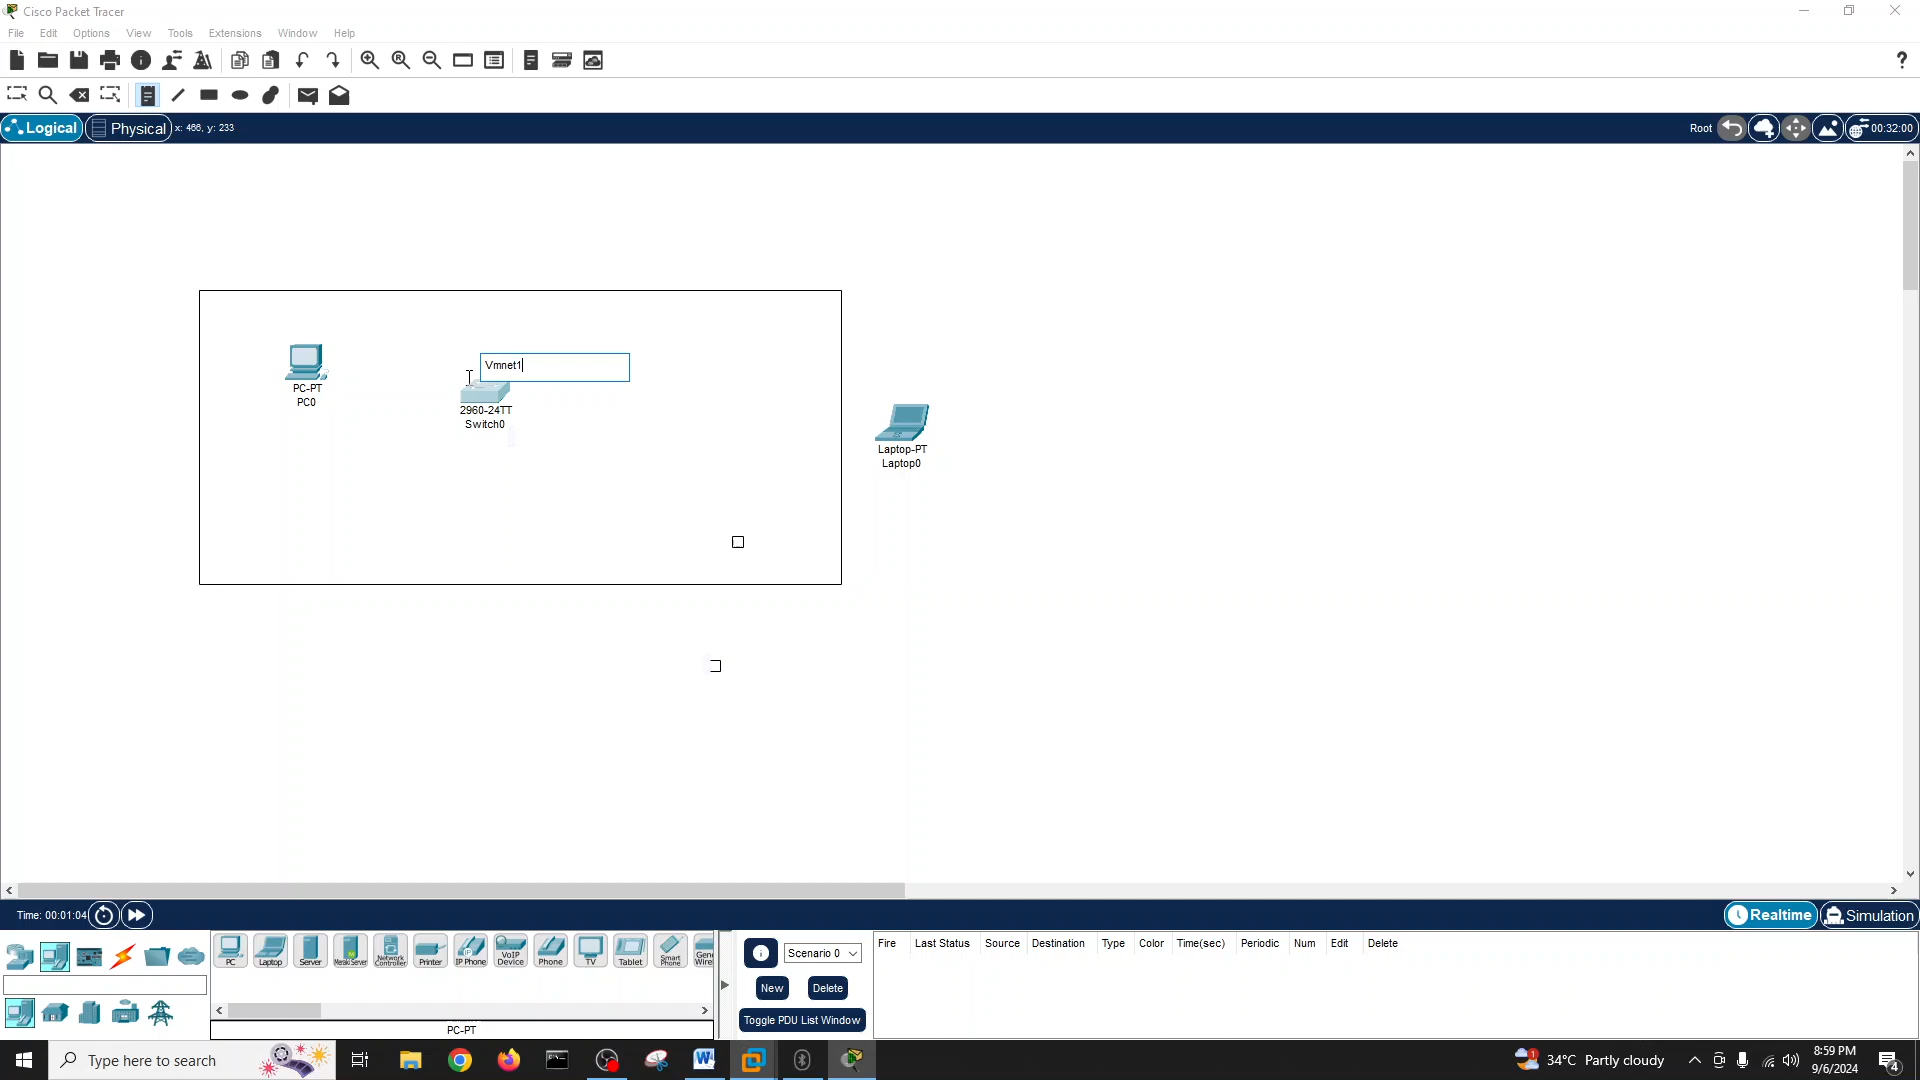 Cisco Packet Tracer
File Edit Options View Tools Extensions Window Help
Logical Physical x: 466, y: 233 Root 00:32:00
Vmnet1
PC-PT
PC0
2960-24TT
Switch0
Laptop-PT
Laptop0
Time: 00:01:04 Realtime Simulation
PC Laptop Server Meraki Server Network Controller Printer IP Phone VoIP Device Phone TV Tablet Smart Phone
PC-PT
Scenario 0
New Delete
Toggle PDU List Window
Fire Last Status Source Destination Type Color Time(sec) Periodic Num Edit Delete
Type here to search
34°C Partly cloudy
8:59 PM
9/6/2024
4